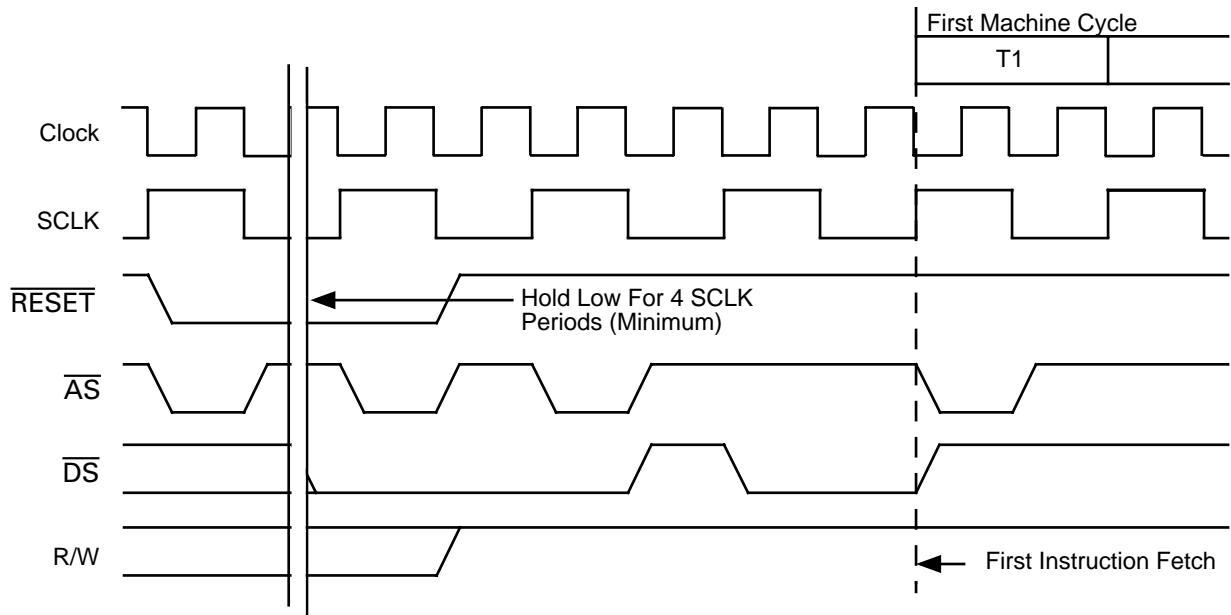 First Machine Cycle
T1
Clock
SCLK
RESET
Hold Low For 4 SCLK
Periods (Minimum)
AS
DS
R/W
First Instruction Fetch